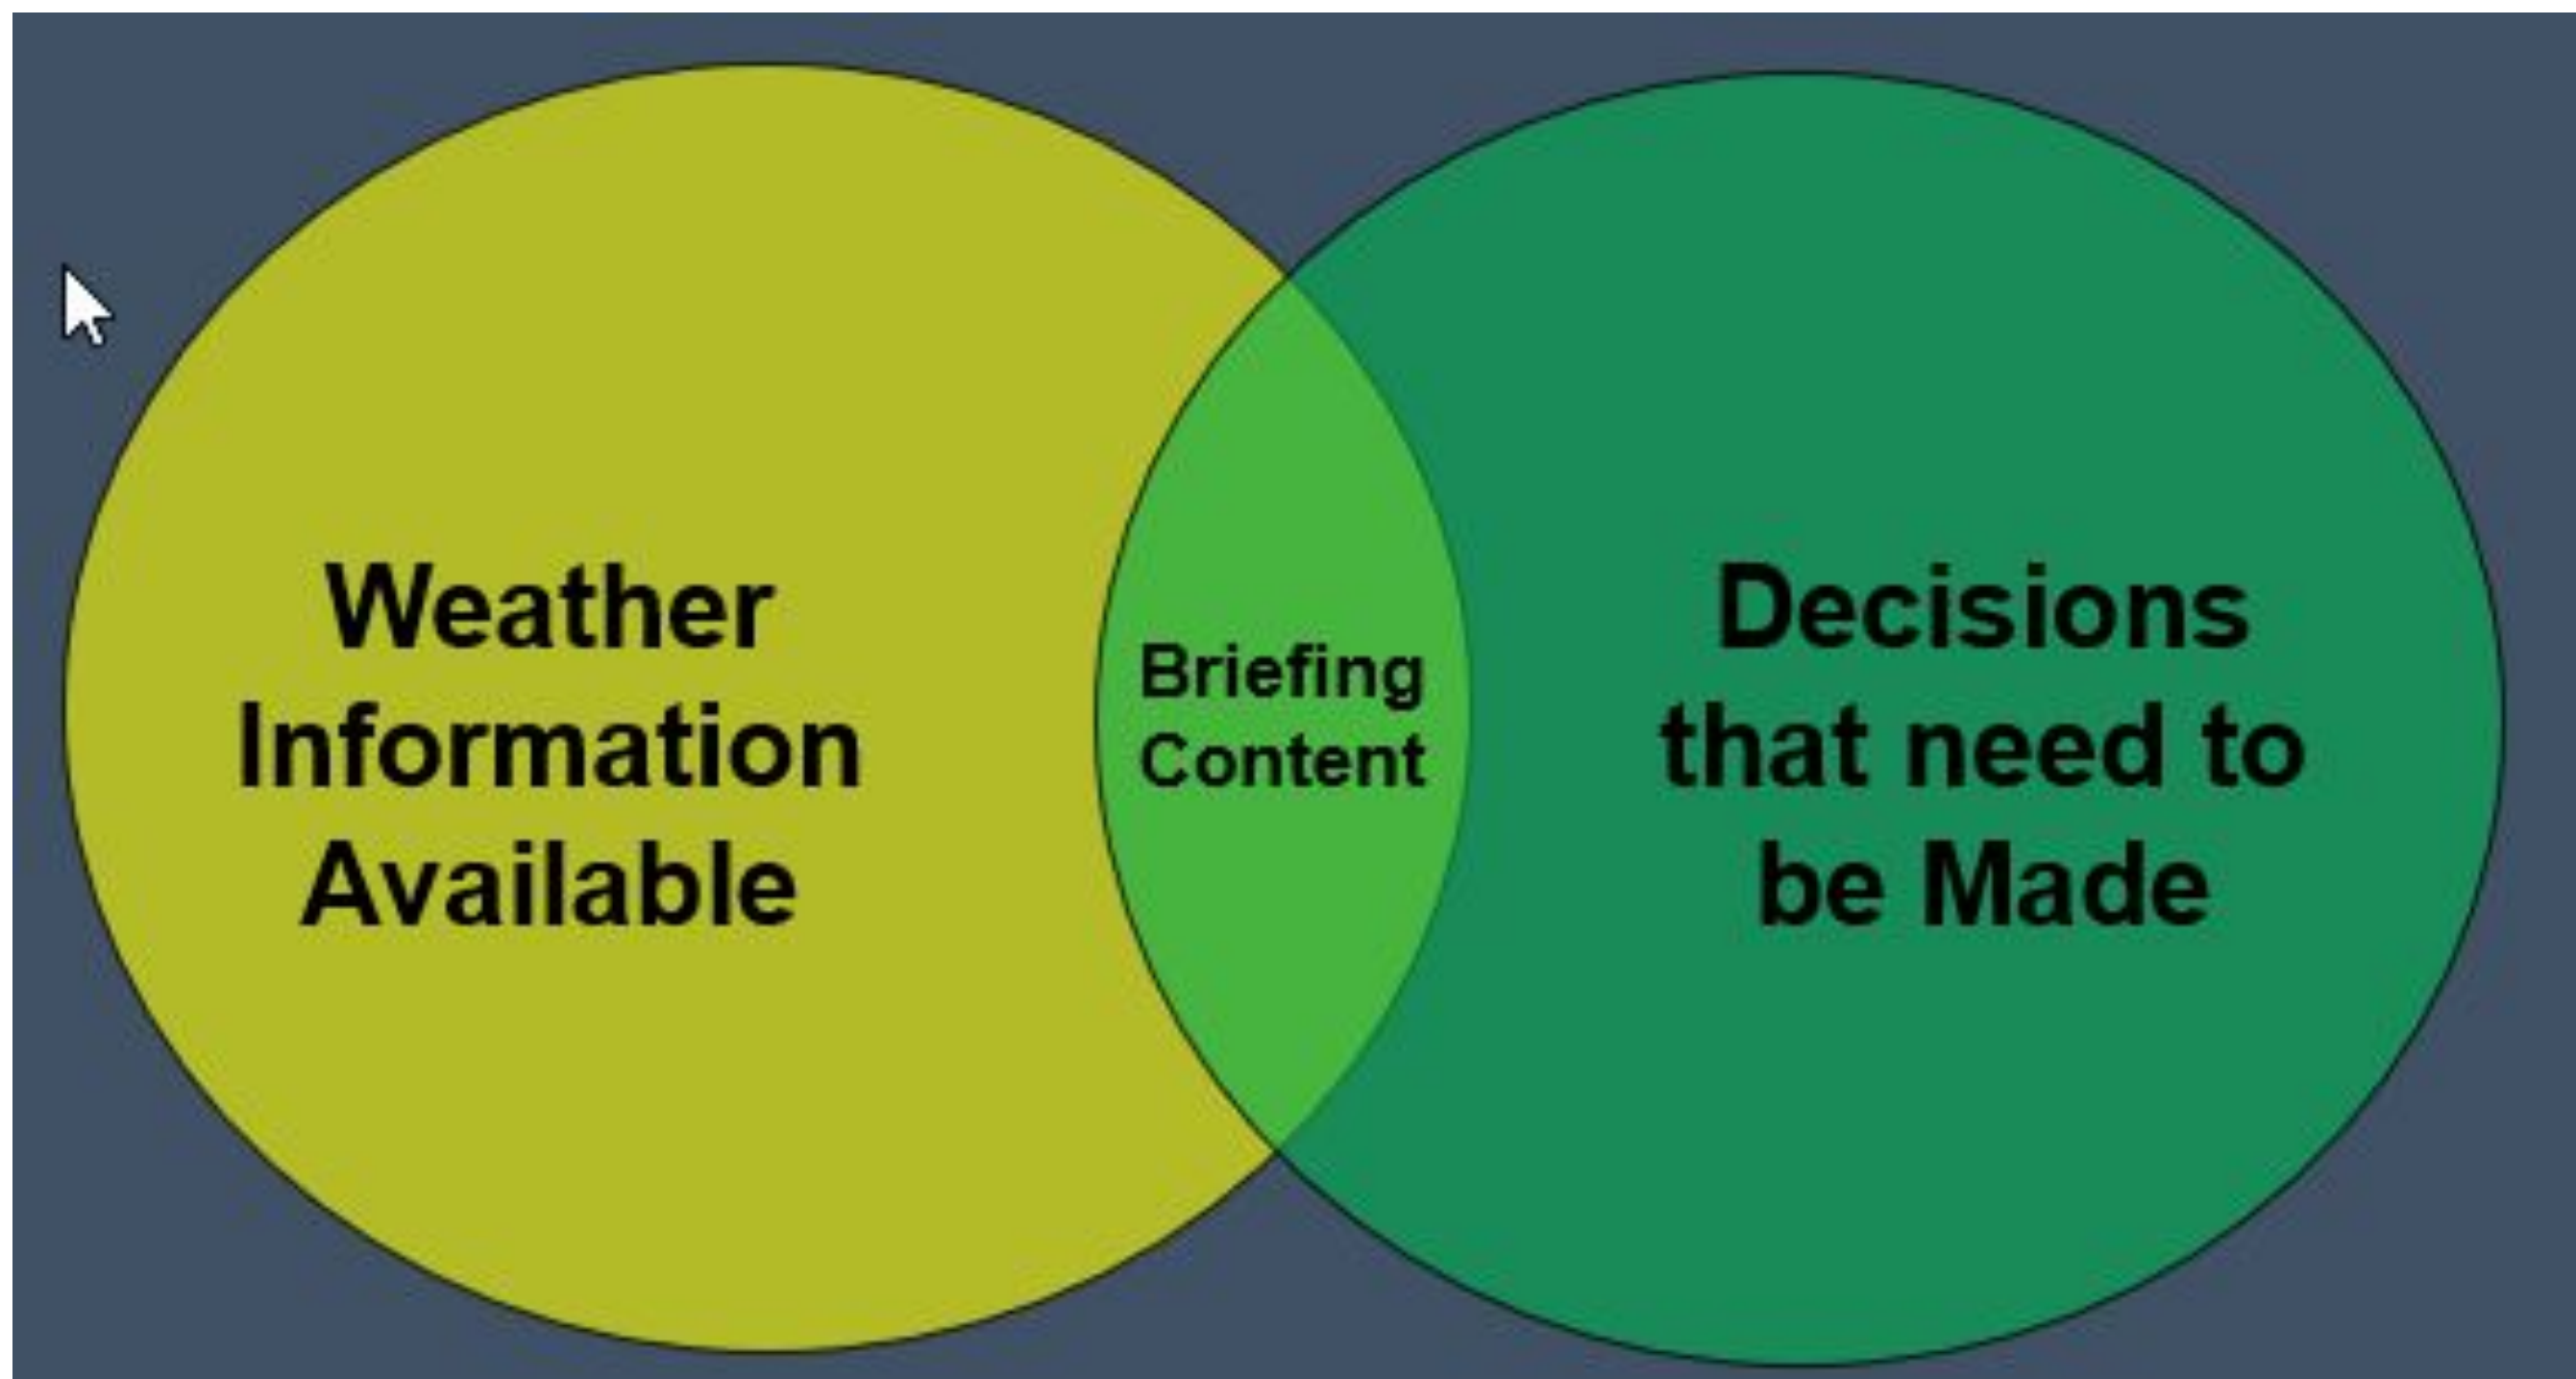 Weather
Information
Available
Briefing
Content
Decisions
that need to
be Made